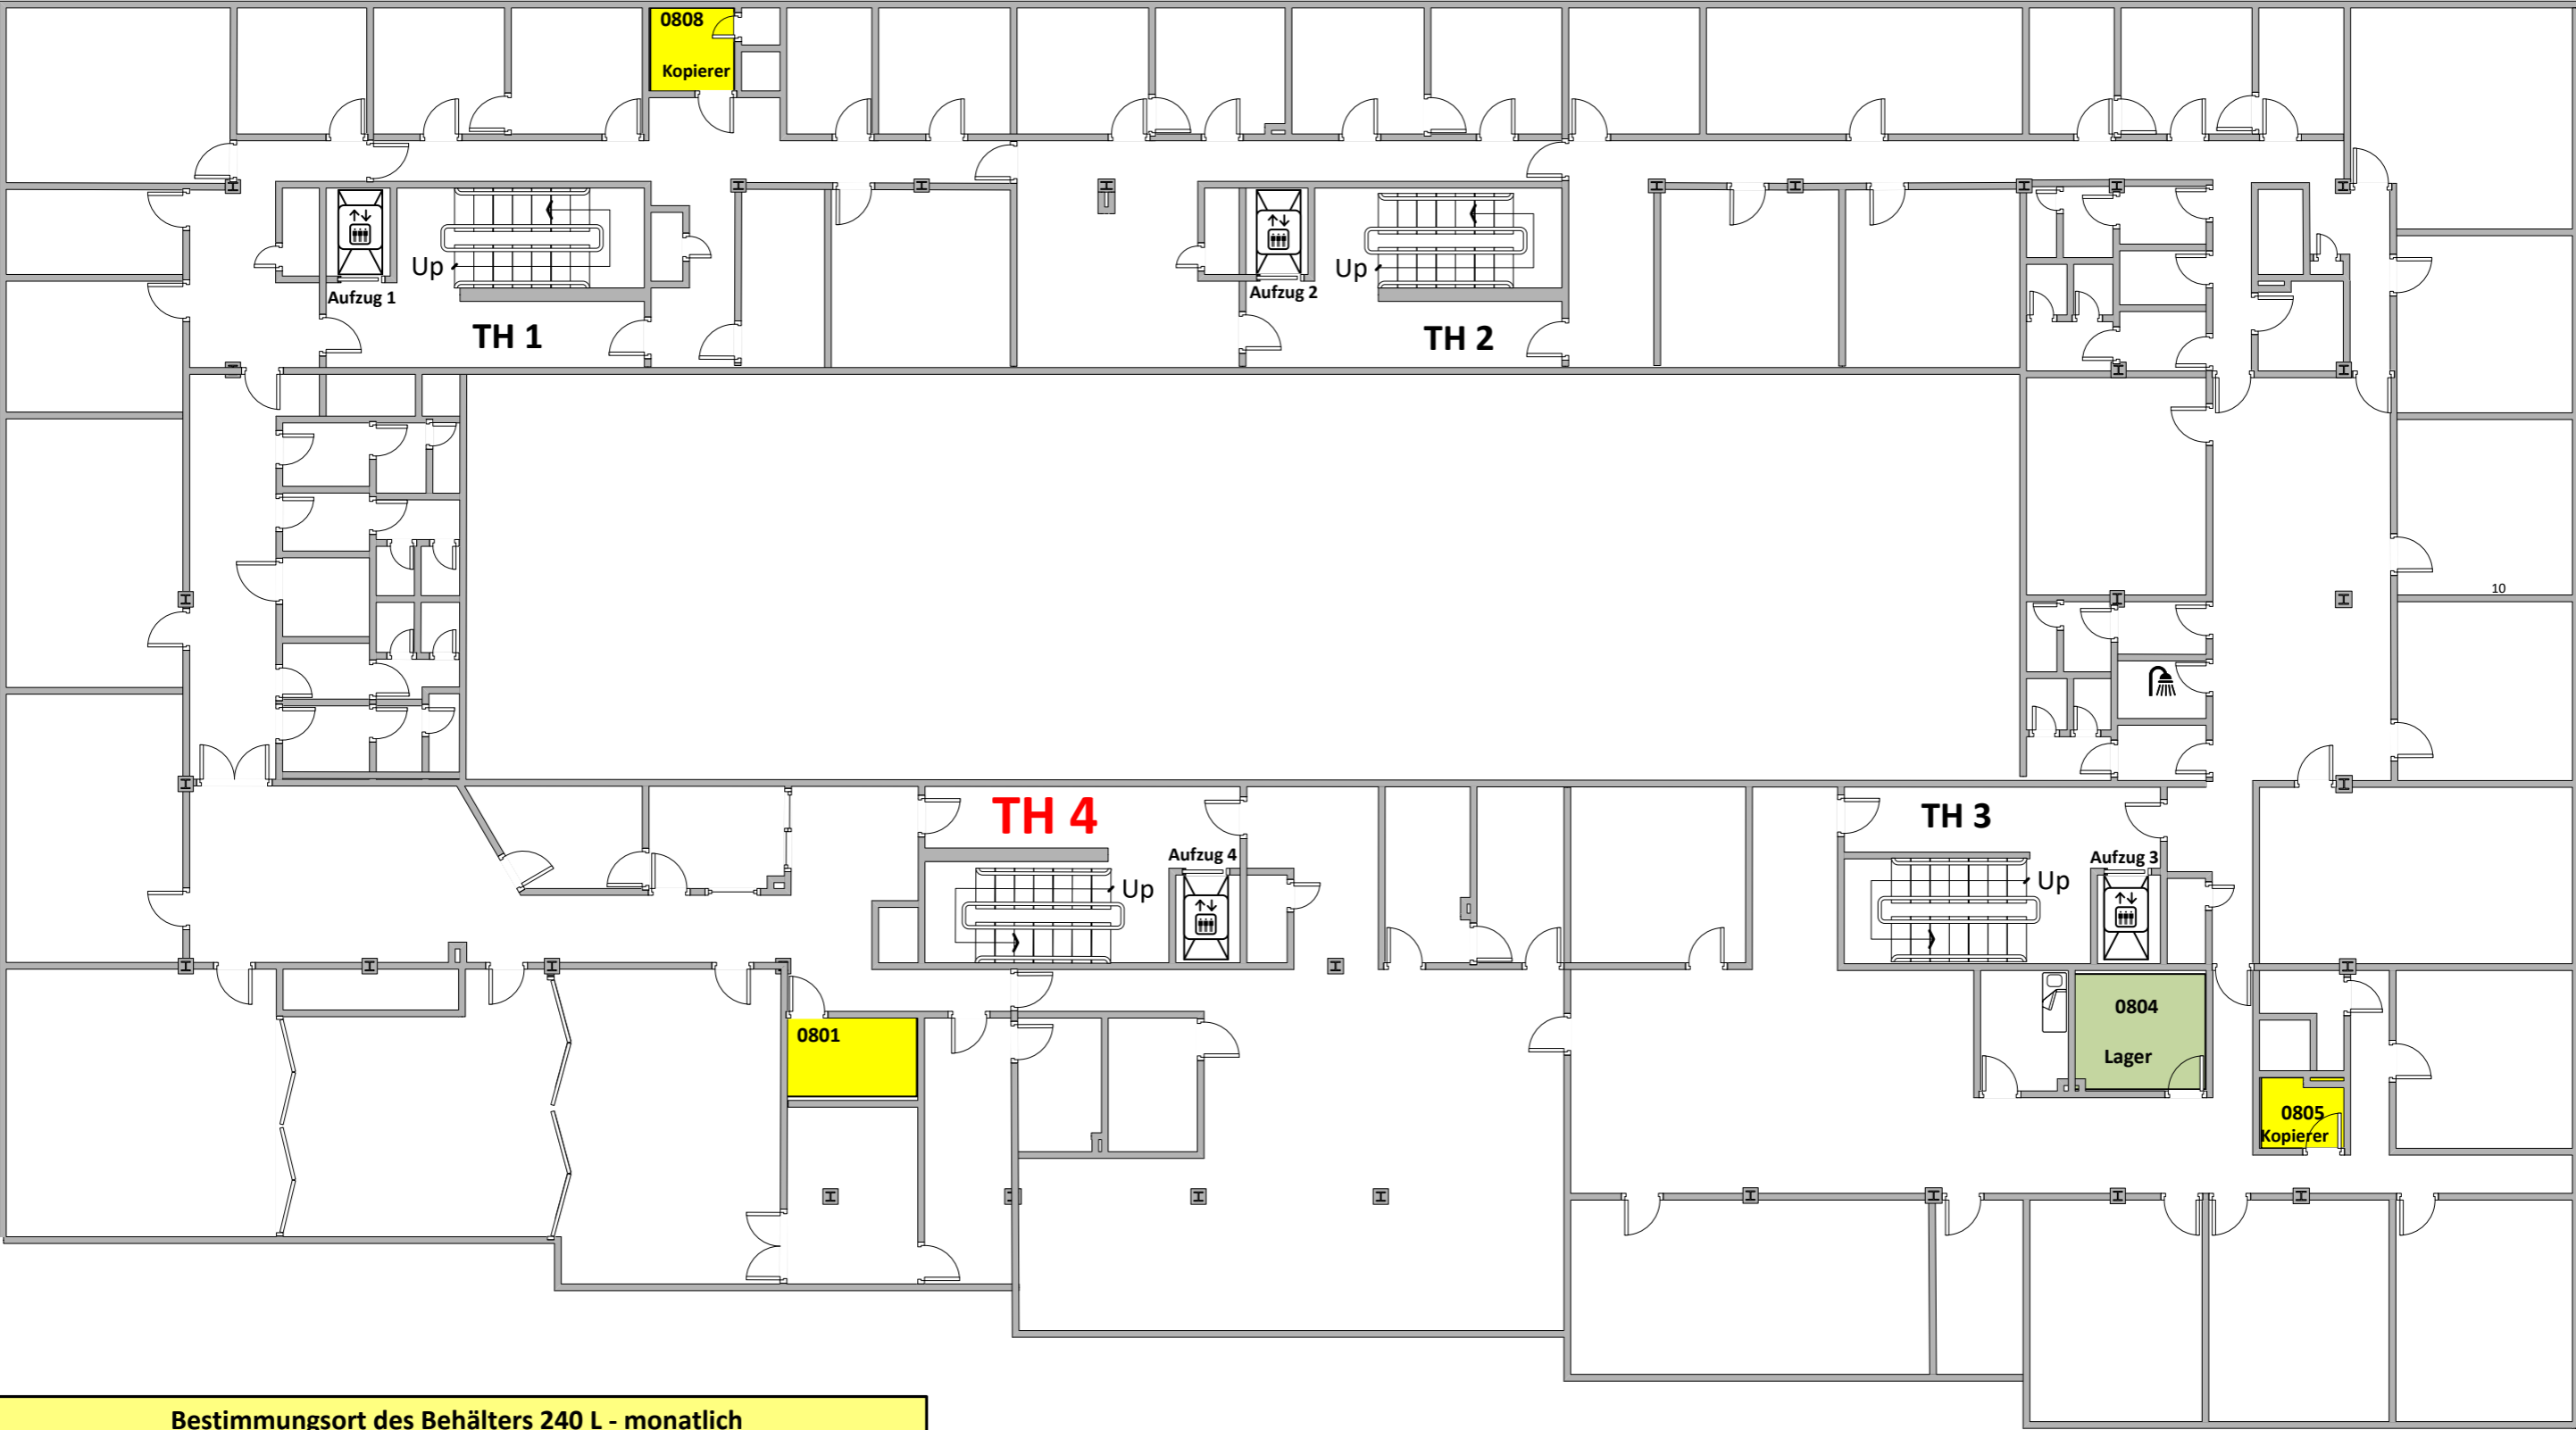 0808
Kopierer
Up
Aufzug 1
TH 1
Up
Aufzug 2
TH 2
10
TH 4
Aufzug 4
Up
TH 3
Aufzug 3
Up
0801
0804
Lager
0805
Kopierer
Bestimmungsort des Behälters 240 L - monatlich